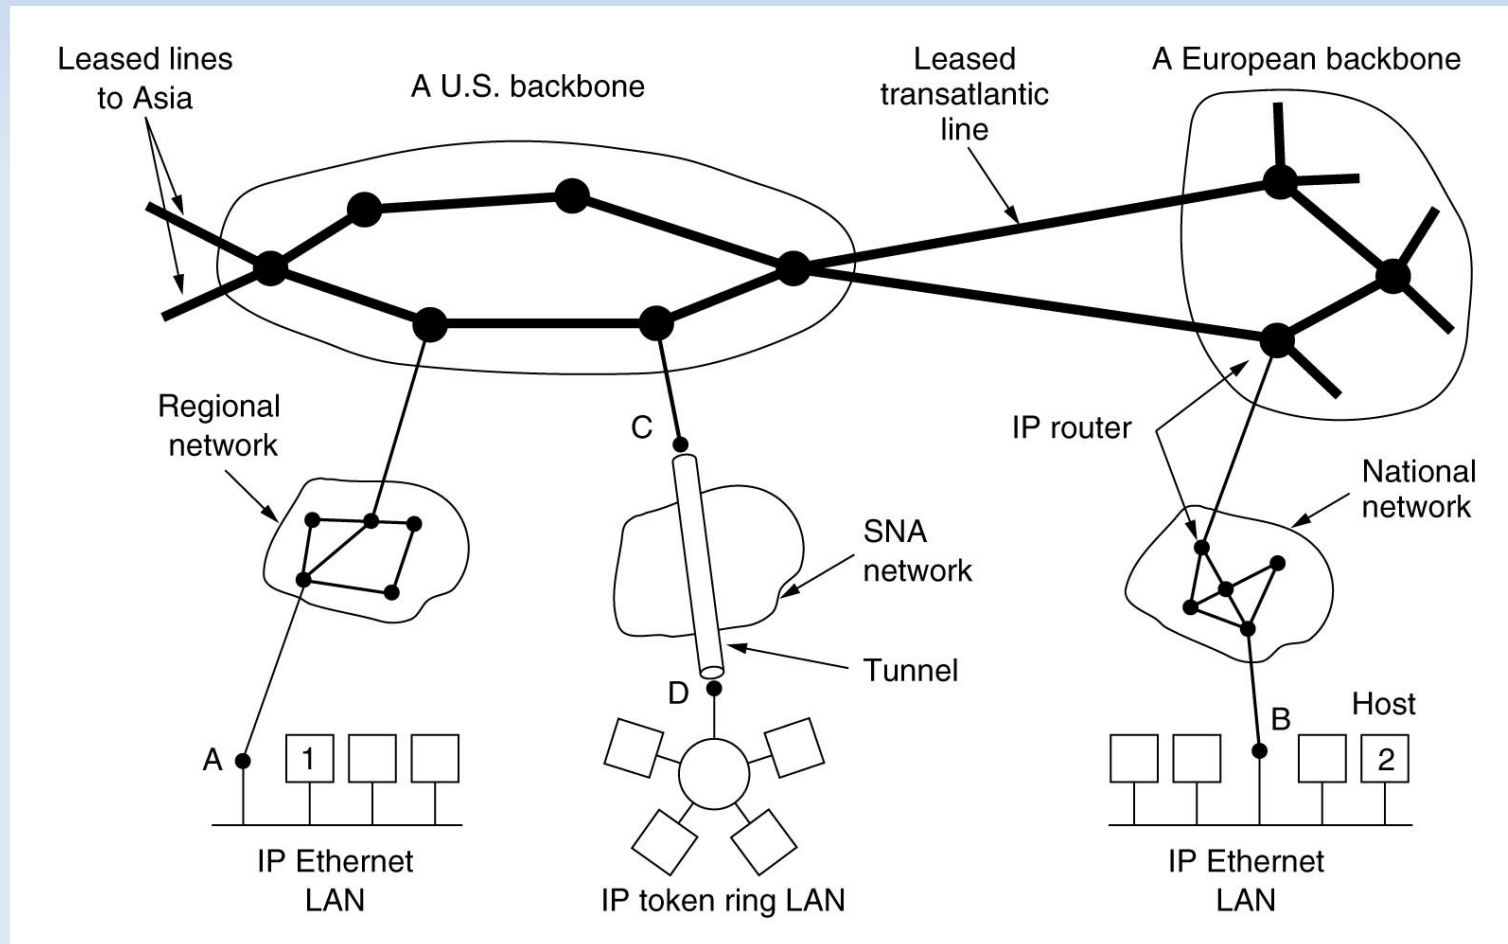 Leased lines
to Asia
A U.S. backbone
Leased
transatlantic
line
A European backbone
Regional
network
C
IP router
National
network
SNA
network
Tunnel
D
A
1
B
Host
2
IP Ethernet
LAN
IP token ring LAN
IP Ethernet
LAN